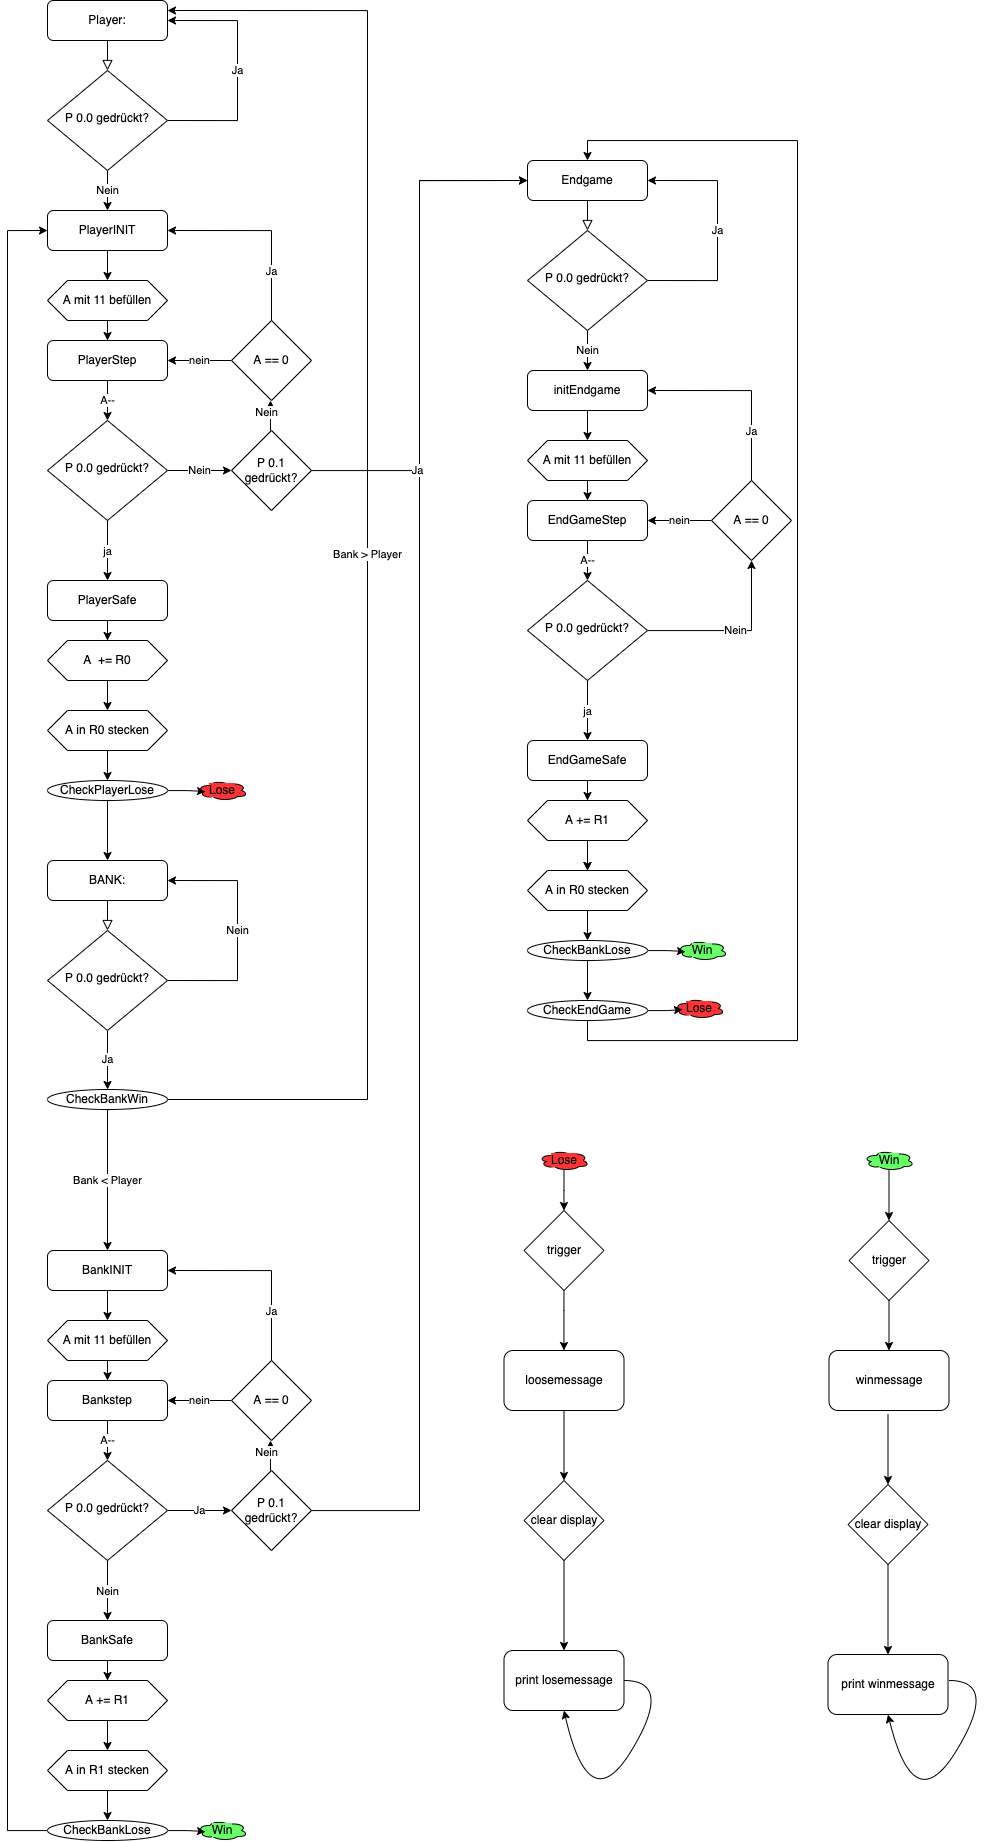 Player:
Ja
P 0.0 gedrückt?
Nein
PlayerINIT
Ja
A mit 11 befüllen
PlayerStep
nein
A == 0
A--
Nein
P 0.0 gedrückt?
Nein
P 0.1
gedrückt?
Ja
ja
Bank > Player
PlayerSafe
A += R0
A in R0 stecken
CheckPlayerLose
Lose
BANK:
Nein
P 0.0 gedrückt?
Ja
CheckBankWin
Bank < Player
BankINIT
Ja
A mit 11 befüllen
Bankstep
nein
A == 0
A--
Nein
P 0.0 gedrückt?
Ja
P 0.1
gedrückt?
Nein
BankSafe
A += R1
A in R1 stecken
CheckBankLose
Win
Endgame
Ja
P 0.0 gedrückt?
Nein
initEndgame
Ja
A mit 11 befüllen
EndGameStep
nein
A == 0
A--
P 0.0 gedrückt?
Nein
ja
EndGameSafe
A += R1
A in R0 stecken
CheckBankLose
Win
CheckEndGame
Lose
Lose
trigger
loosemessage
clear display
print losemessage
Win
trigger
winmessage
clear display
print winmessage